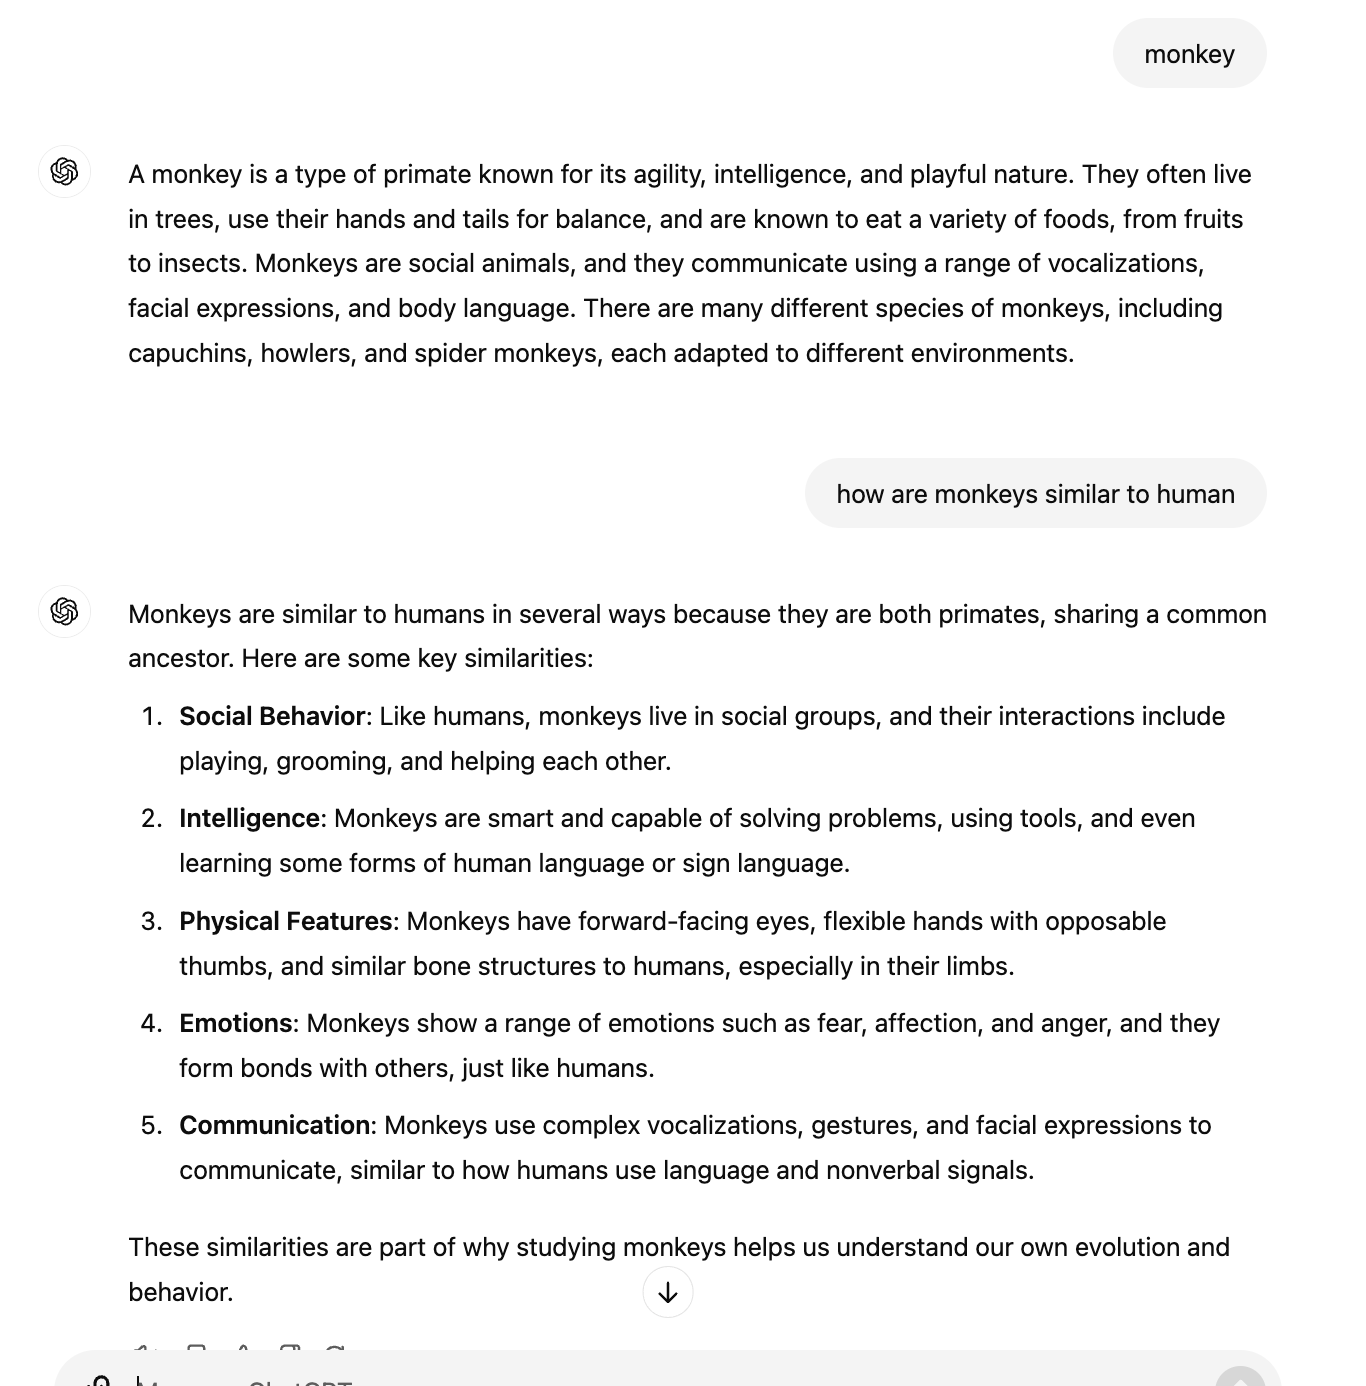 monkey
A monkey is a type of primate known for its agility, intelligence, and playful nature. They often live
in trees, use their hands and tails for balance, and are known to eat a variety of foods, from fruits
to insects. Monkeys are social animals, and they communicate using a range of vocalizations,
facial expressions, and body language. There are many different species of monkeys, including
capuchins, howlers, and spider monkeys, each adapted to different environments.
how are monkeys similar to human
Monkeys are similar to humans in several ways because they are both primates, sharing a common
ancestor. Here are some key similarities:
1. Social Behavior: Like humans, monkeys live in social groups, and their interactions include
playing, grooming, and helping each other.
2. Intelligence: Monkeys are smart and capable of solving problems, using tools, and even
learning some forms of human language or sign language.
3. Physical Features: Monkeys have forward-facing eyes, flexible hands with opposable
thumbs, and similar bone structures to humans, especially in their limbs.
4. Emotions: Monkeys show a range of emotions such as fear, affection, and anger, and they
form bonds with others, just like humans.
5. Communication: Monkeys use complex vocalizations, gestures, and facial expressions to
communicate, similar to how humans use language and nonverbal signals.
These similarities are part of why studying monkeys helps us understand our own evolution and
behavior.
ChatGPT